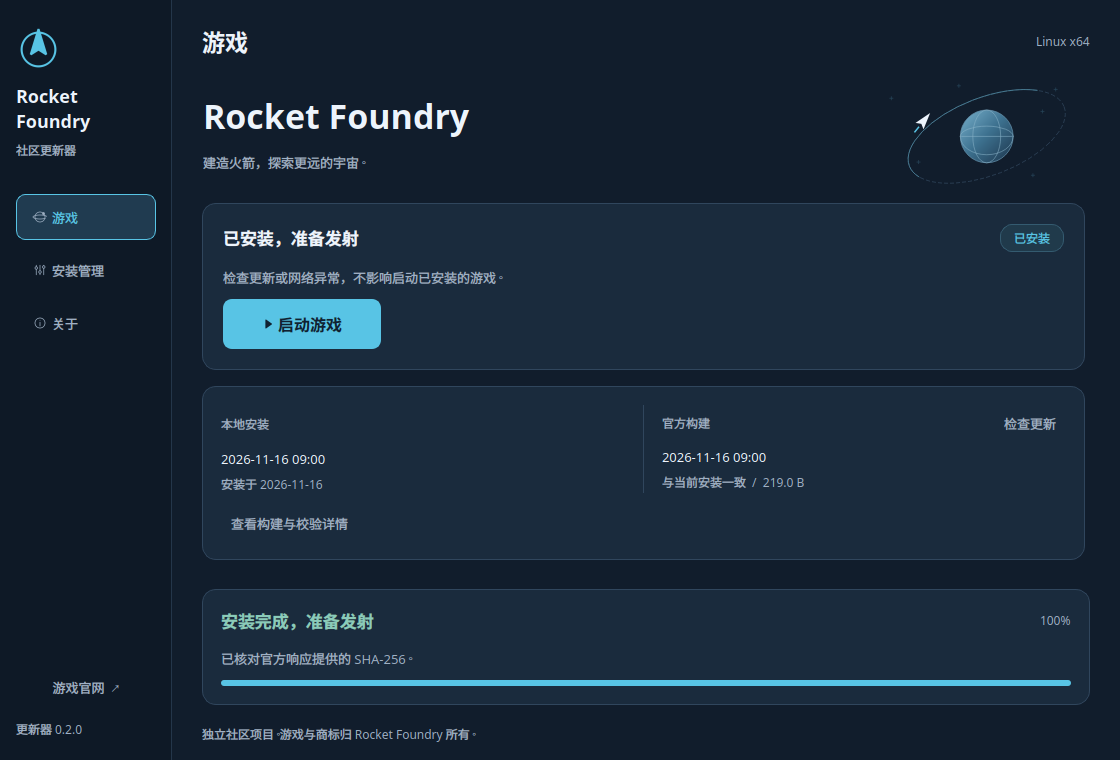 Rocket
Foundry
社区更新器
游戏
安装管理
关于
游戏官网 ↗
更新器 0.2.0
游戏
Linux x64
Rocket Foundry
建造火箭，探索更远的宇宙。
已安装，准备发射
已安装
检查更新或网络异常，不影响启动已安装的游戏。
启动游戏
本地安装
2026-11-16 09:00
安装于 2026-11-16
查看构建与校验详情
官方构建
检查更新
2026-11-16 09:00
与当前安装一致 / 219.0 B
安装完成，准备发射
100%
已核对官方响应提供的 SHA-256。
独立社区项目·游戏与商标归 Rocket Foundry 所有。